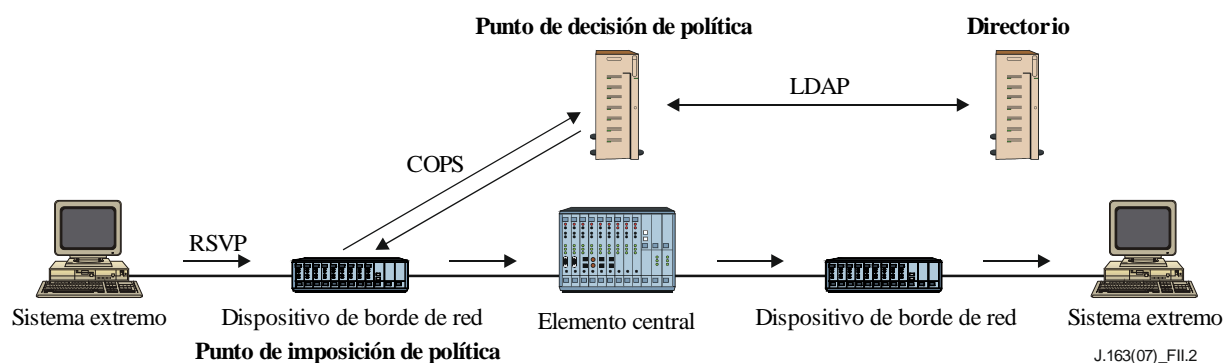 Punto de decisión de política
Directorio
LDAP
COPS
RSVP
Sistema extremo
Dispositivo de borde de red
Elemento central
Dispositivo de borde de red
Sistema extremo
Punto de imposición de política
J.163(07)_FII.2